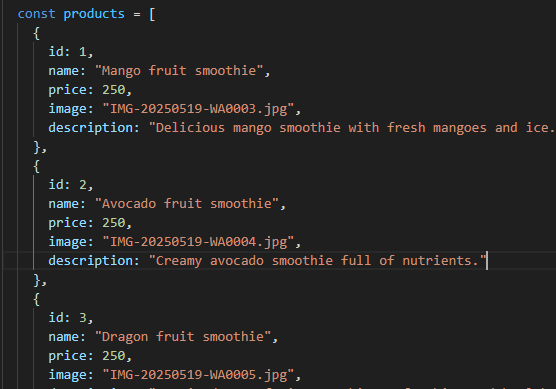 const products = [
{
id: 1,
name: "Mango fruit smoothie",
price: 250,
image: "IMG-20250519-WA0003.jpg",
description: "Delicious mango smoothie with fresh mangoes and ice.
},
{
id: 2,
name: "Avocado fruit smoothie",
price: 250,
image: "IMG-20250519-WA0004.jpg",
description: "Creamy avocado smoothie full of nutrients."
},
{
id: 3,
name: "Dragon fruit smoothie",
price: 250,
image: "IMG-20250519-WA0005.jpg",